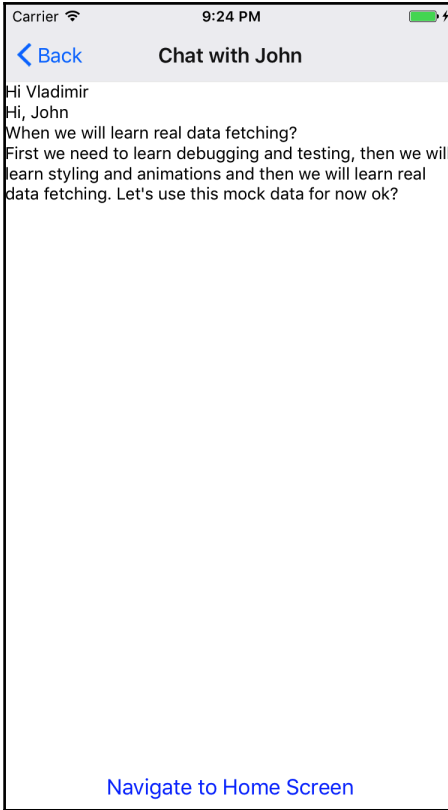 Carrier 9:24 PM
Back Chat with John
Hi Vladimir
Hi, John
When we will learn real data fetching?
First we need to learn debugging and testing, then we will
learn styling and animations and then we will learn real
data fetching. Let's use this mock data for now ok?
Navigate to Home Screen